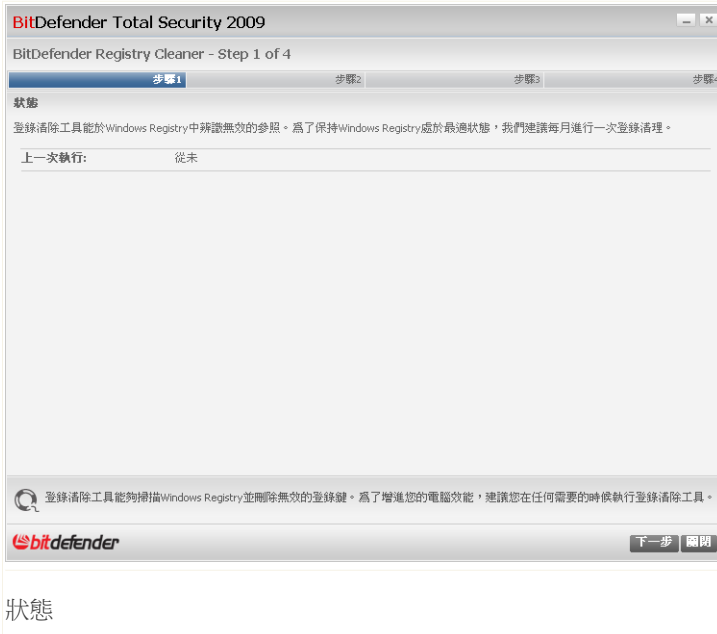 BitDefender Total Security 2009
BitDefender Registry Cleaner - Step 1 of 4
步驟1 步驟2 步驟3 步驟4
狀態
登錄清除工具能於Windows Registry中辨識無效的參照。為了保持Windows Registry處於最適狀態，我們建議每月進行一次登錄清理。
上一次執行: 從未
登錄清除工具能夠掃描Windows Registry並刪除無效的登錄鍵。為了增進您的電腦效能，建議您在任何需要的時候執行登錄清除工具。
bitdefender
下一步 關閉
狀態